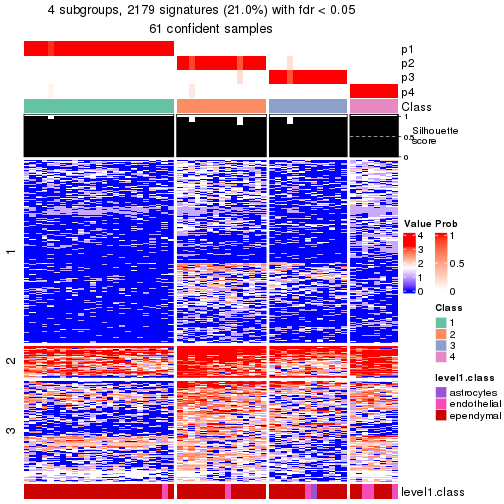 4 subgroups, 2179 signatures (21.0%) with fdr < 0.05
61 confident samples
p1
p2
p3
p4
Class
1
0.5
0
Silhouette
score
1
2
3
Value
3
2
1
0
Prob
1
0.5
0
Class
1
2
3
4
level1.class
astrocytes
endothelial
ependymal
level1.class